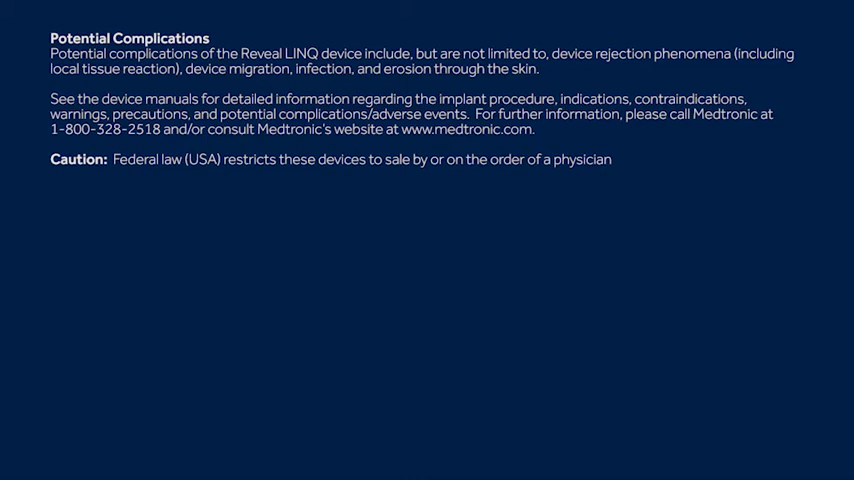 Potential Complications
Potential complications of the Reveal LINQ device include, but are not limited to, device rejection phenomena (including
local tissue reaction), device migration, infection, and erosion through the skin.
See the device manuals for detailed information regarding the implant procedure, indications, contraindications,
warnings, precautions, and potential complications/adverse events.  For further information, please call Medtronic at
1-800-328-2518 and/or consult Medtronic's website at www.medtronic.com.
Caution:  Federal law (USA) restricts these devices to sale by or on the order of a physician